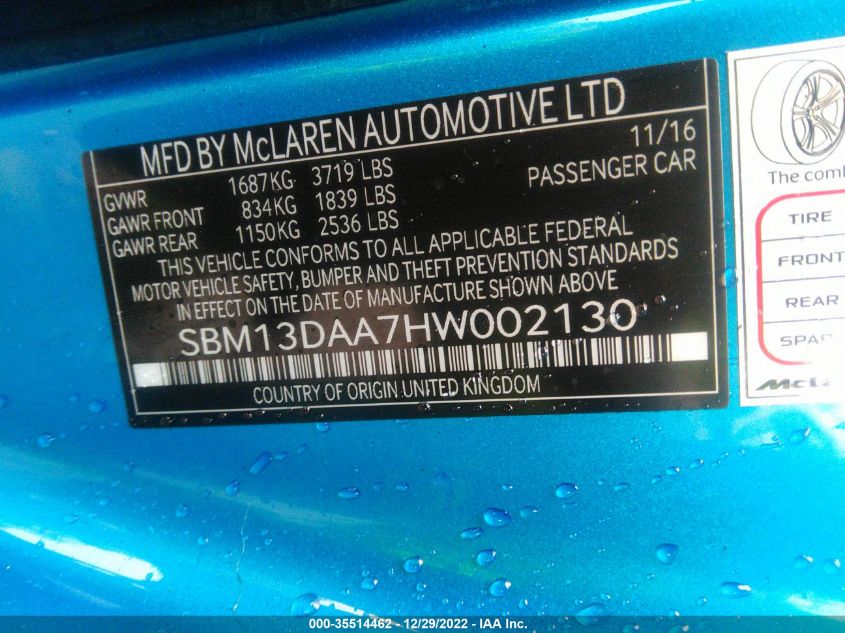 MFD BY McLAREN AUTOMOTIVE LTD
11/16
GVWR 1687KG 3719 LBS
PASSENGER CAR
GAWR FRONT 834KG 1839 LBS
GAWR REAR 1150KG 2536 LBS
THIS VEHICLE CONFORMS TO ALL APPLICABLE FEDERAL
MOTOR VEHICLE SAFETY, BUMPER AND THEFT PREVENTION STANDARDS
IN EFFECT ON THE DATE OF MANUFACTURE SHOWN ABOVE
SBM13DAA7HW002130
COUNTRY OF ORIGIN UNITED KINGDOM
The
TIRE
FRONT
REAR
000-35514462 - 12/29/2022 - IAA Inc.